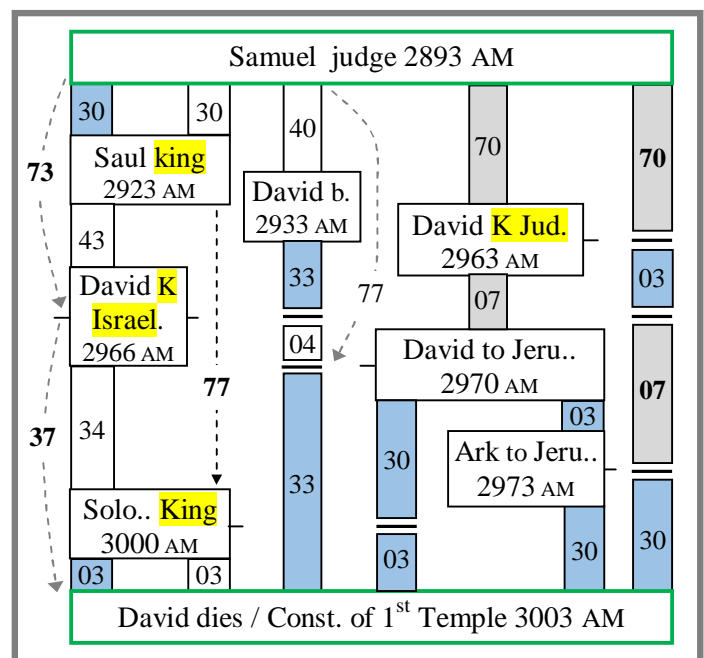 Samuel judge 2893 AM
30
30
40
70
70
Saul king
2923 AM
73
David b.
2933 AM
David K Jud.
2963 AM
43
33
77
03
David K
Israel.
2966 AM
07
04
David to Jeru..
2970 AM
07
77
37
34
33
30
03
Ark to Jeru..
2973 AM
Solo.. King
3000 AM
03
03
03
30
30
David dies / Const. of 1st Temple 3003 AM